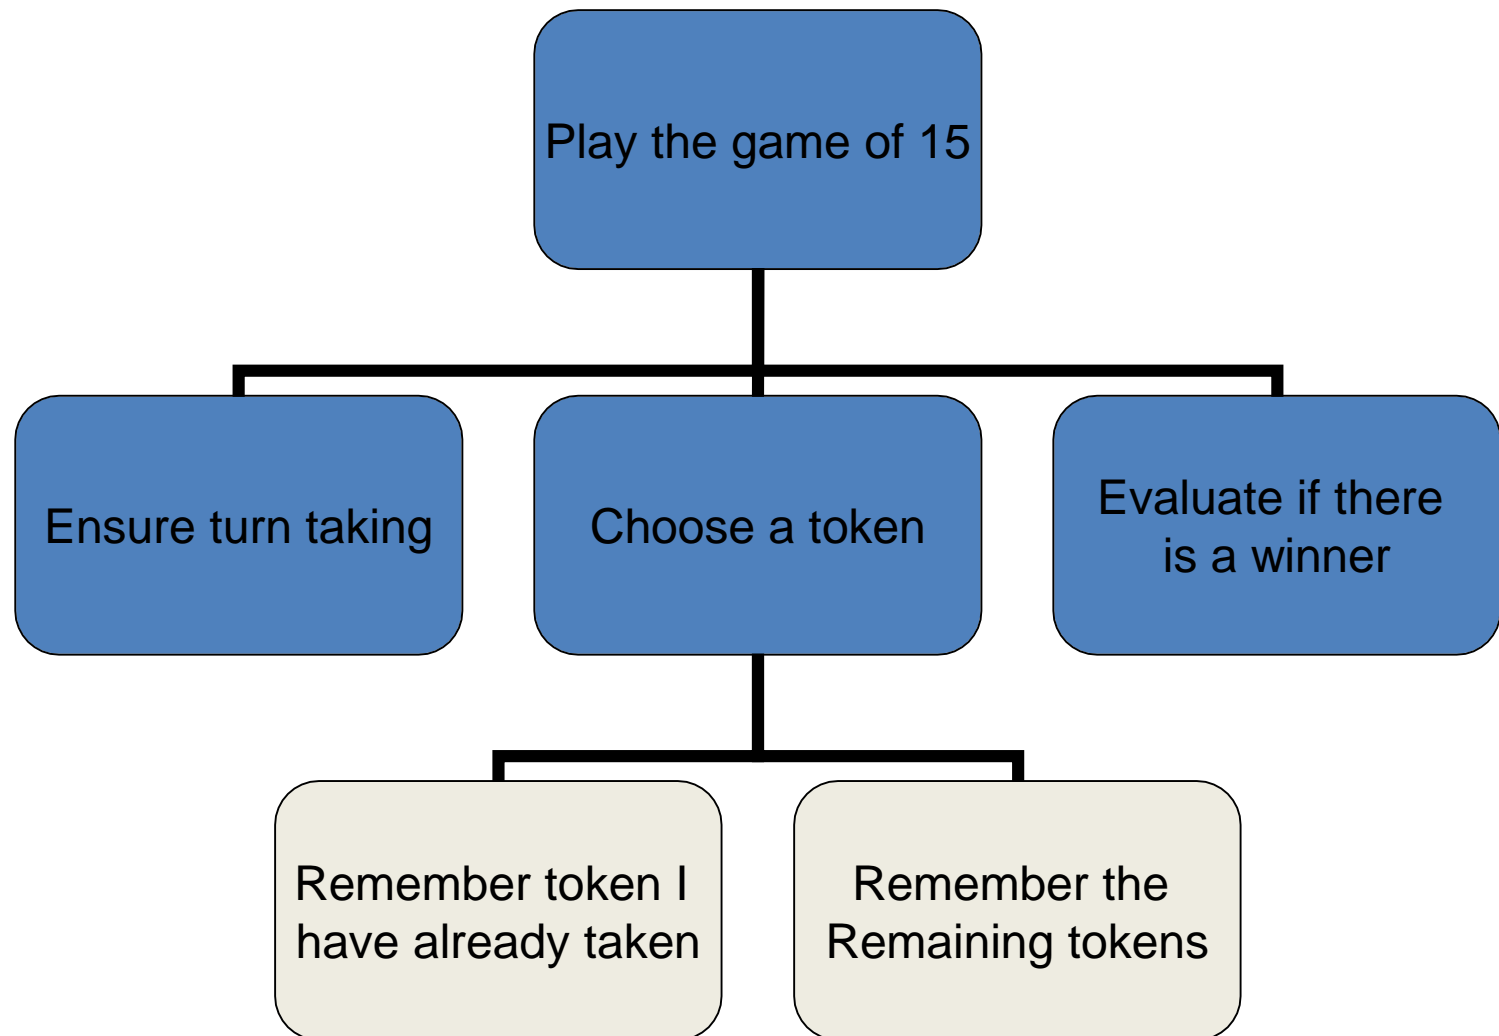 Play the game of 15
Ensure turn taking
Choose a token
Evaluate if there
is a winner
Remember token I
have already taken
Remember the
Remaining tokens